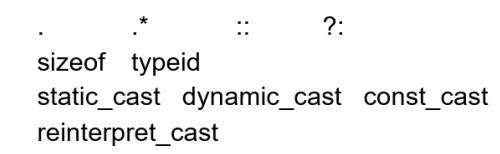 . .* :: ?:
sizeof typeid
static_cast dynamic_cast const_cast
reinterpret_cast